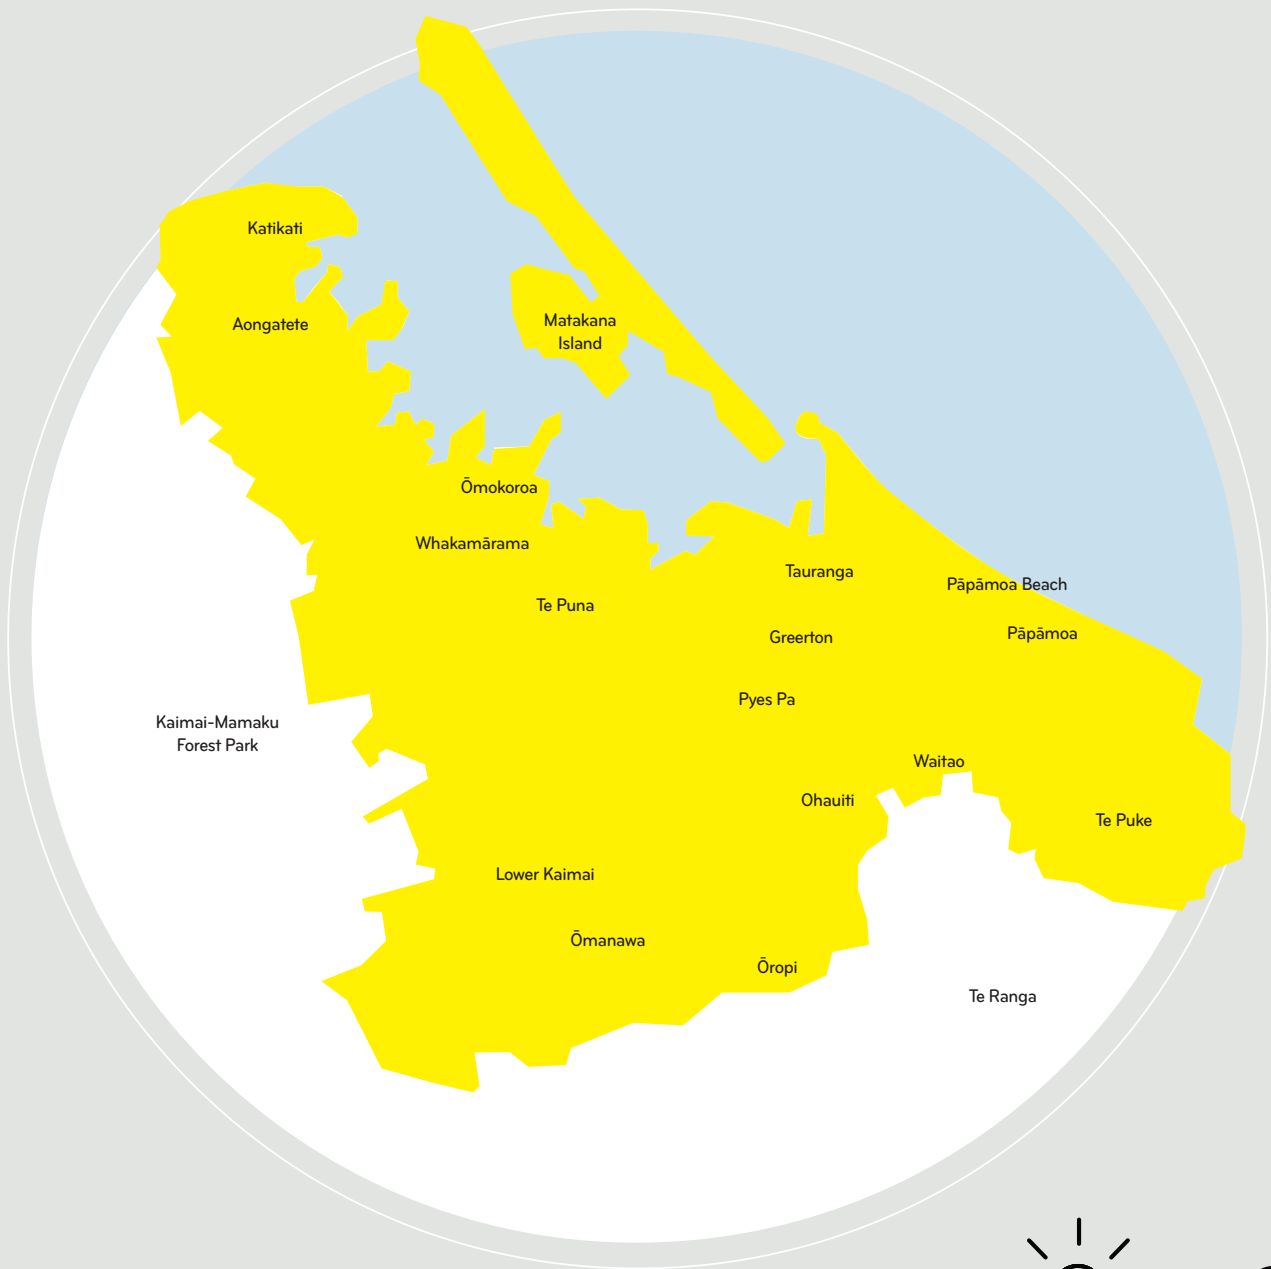 Katikati
Aongatete
Matakana
Island
Ōmokoroa
Whakamārama
Te Puna
Tauranga
Pāpāmoa Beach
Greerton
Pāpāmoa
Pyes Pa
Kaimai-Mamaku
Forest Park
Waitao
Ohauiti
Te Puke
Lower Kaimai
Ōmanawa
Ōropi
Te Ranga